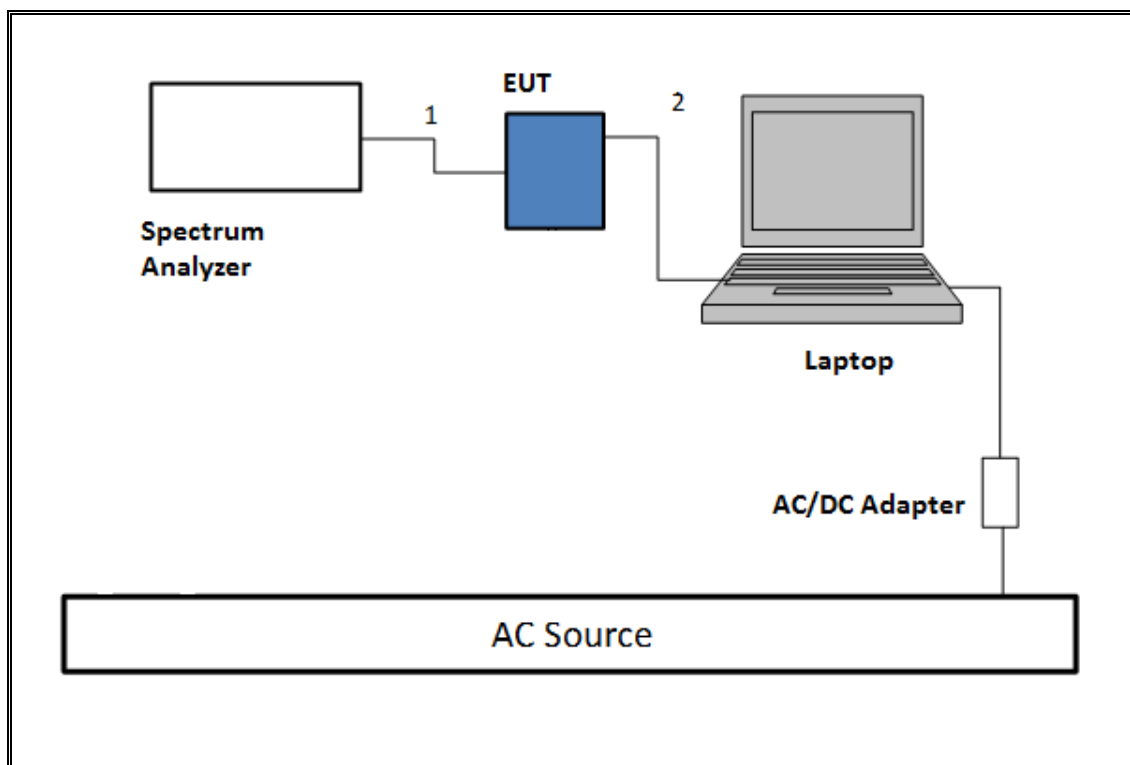 EUT
1
2
Spectrum
Analyzer
Laptop
AC/DC Adapter
AC Source